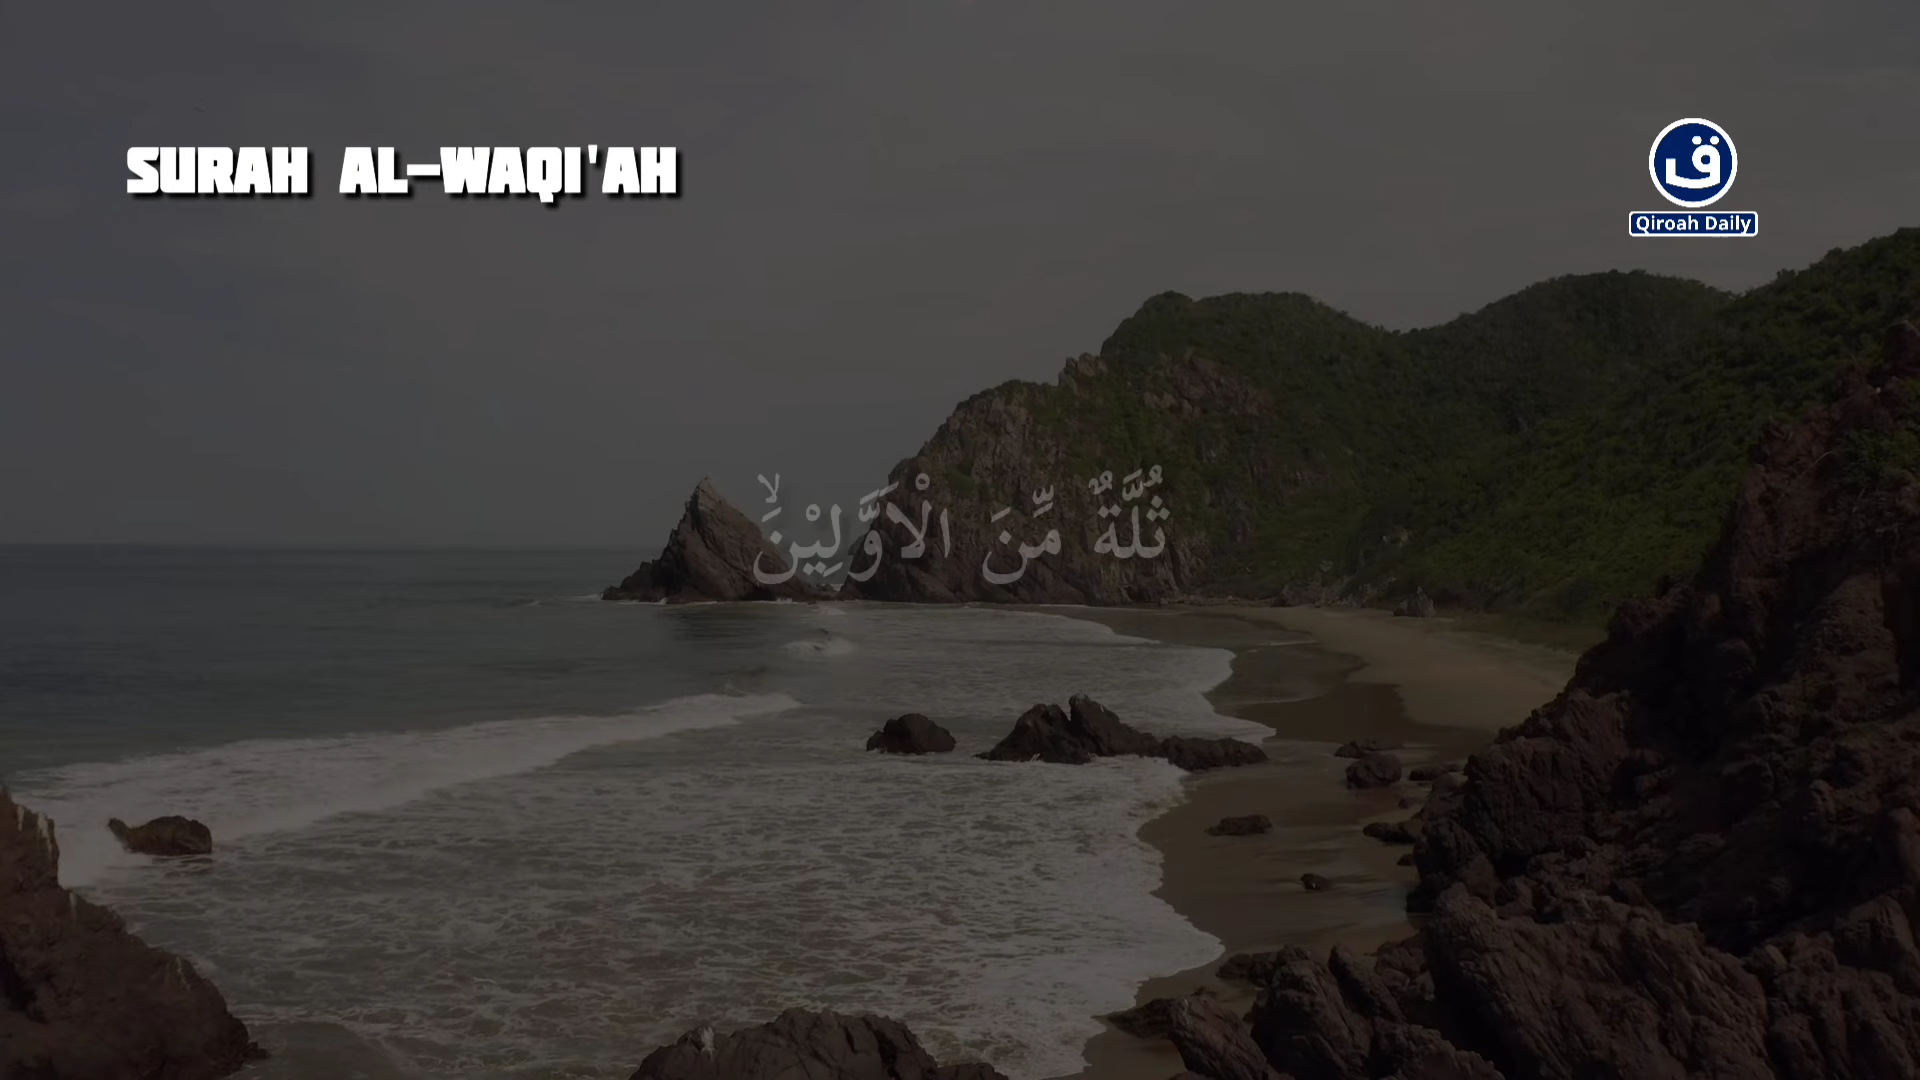 SURAH AL-WAQI'AH
ق
Qiroah Daily
ثُلَّةٌ مِّنَ الْاَوَّلِيْنَۙ